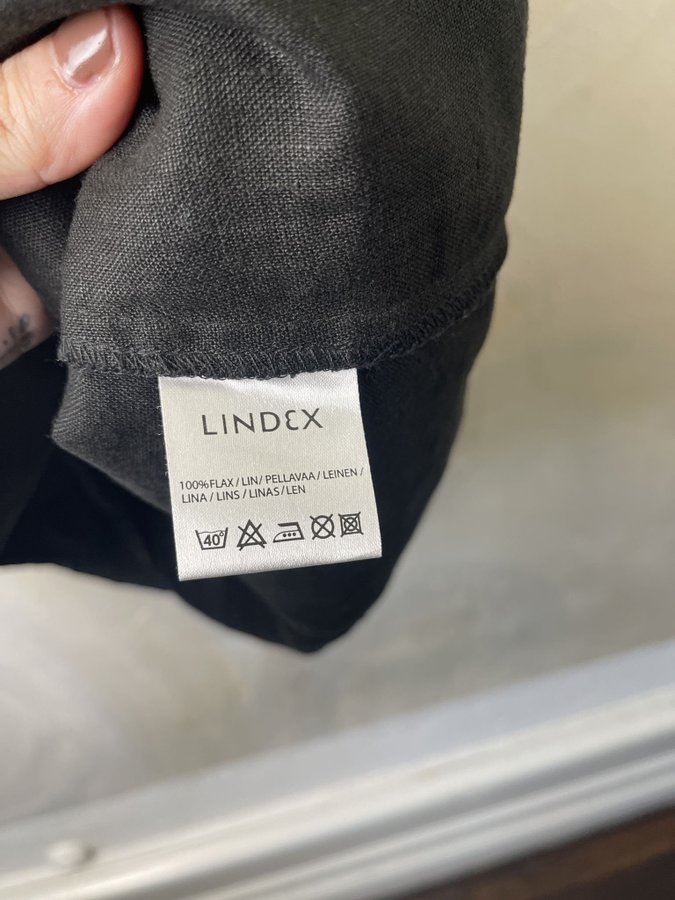 LINDEX
100%FLAX / LIN/ PELLAVAA / LEINEN /
LINA / LINS / LINAS / LEN
40°